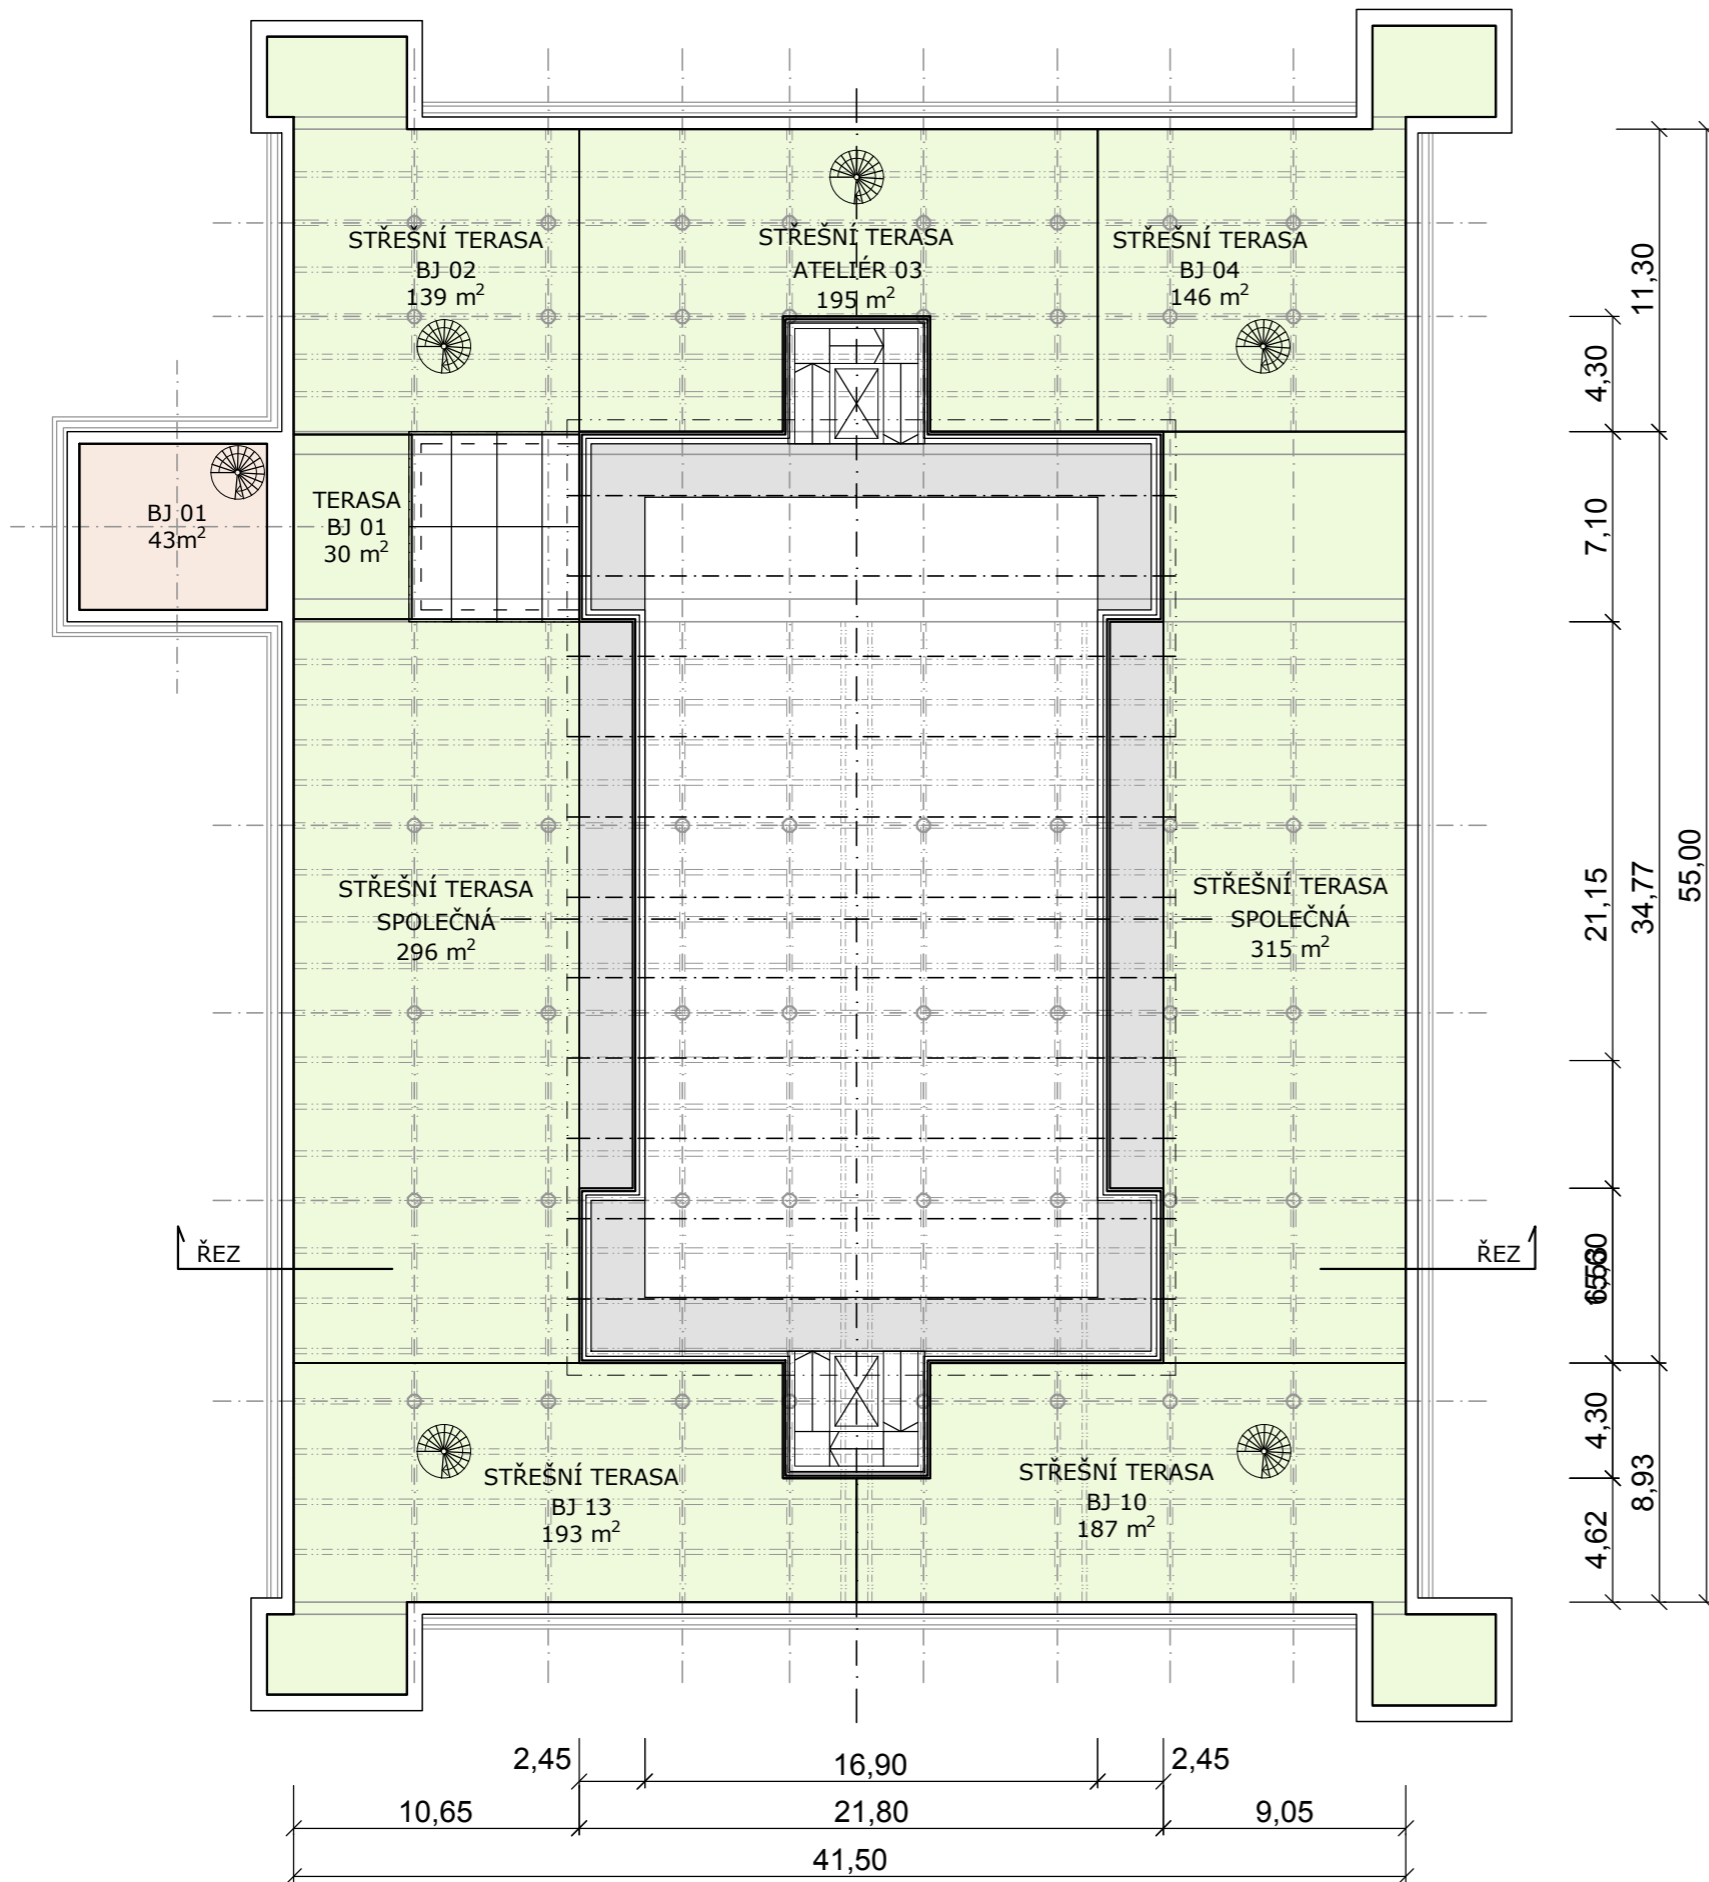 STŘEŠNÍ TERASA
BJ 02
139 m²
STŘEŠNÍ TERASA
ATELIÉR 03
195 m²
STŘEŠNÍ TERASA
BJ 04
146 m²
BJ 01
43m²
TERASA
BJ 01
30 m²
STŘEŠNÍ TERASA
SPOLEČNÁ
296 m²
STŘEŠNÍ TERASA
SPOLEČNÁ
315 m²
ŘEZ
ŘEZ
STŘEŠNÍ TERASA
BJ 13
193 m²
STŘEŠNÍ TERASA
BJ 10
187 m²
11,30
4,30
7,10
21,15
34,77
55,00
4,30
8,93
4,62
2,45
16,90
2,45
10,65
21,80
9,05
41,50